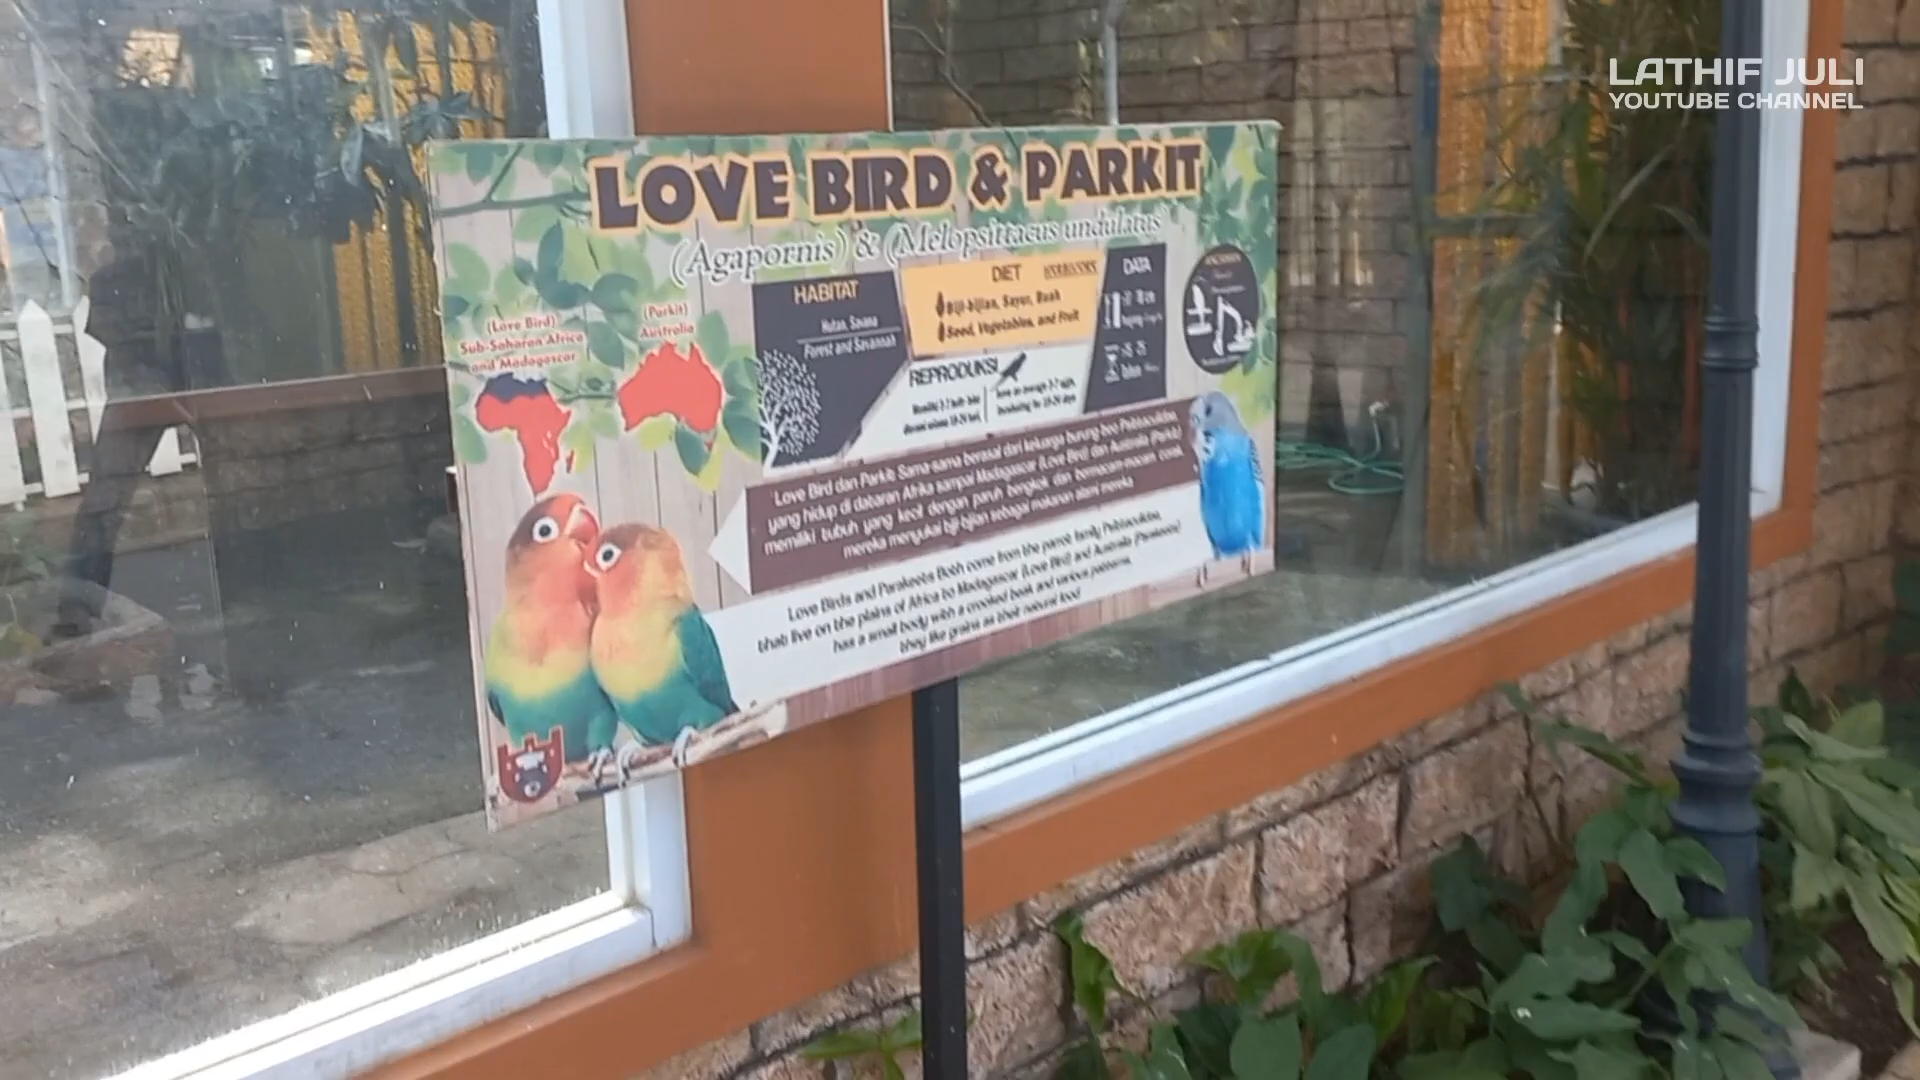 LATHIF JULI
YOUTUBE CHANNEL
LOVE BIRD & PARKIT
(Agapornis) & (Melopsittacus undulatus)
(Love Bird)
Sub-Saharan Africa
and Madagascar
(Parkit)
Australia
HABITAT
Hutan, Savana
Forest and Savannah
DIET
HERBIVORE
Biji-bijian, Sayur, Buah
Seed, Vegetables, and Fruit
DATA
REPRODUKSI
Love Bird dan Parkit Sama-sama berasal dari keluarga burung beo Psittaculidae,
yang hidup di dataran Afrika sampai Madagascar (Love Bird) dan Australia (Parkit)
memiliki tubuh yang kecil dengan paruh bengkok dan bermacam-macam corak
mereka menyukai biji-bijian sebagai makanan alami mereka
Love Birds and Parakeets Both come from the parrot family Psittaculidae,
that live on the plains of Africa to Madagascar (Love Bird) and Australia (Parakeets)
has a small body with a crooked beak and various patterns,
they like grains as their natural food